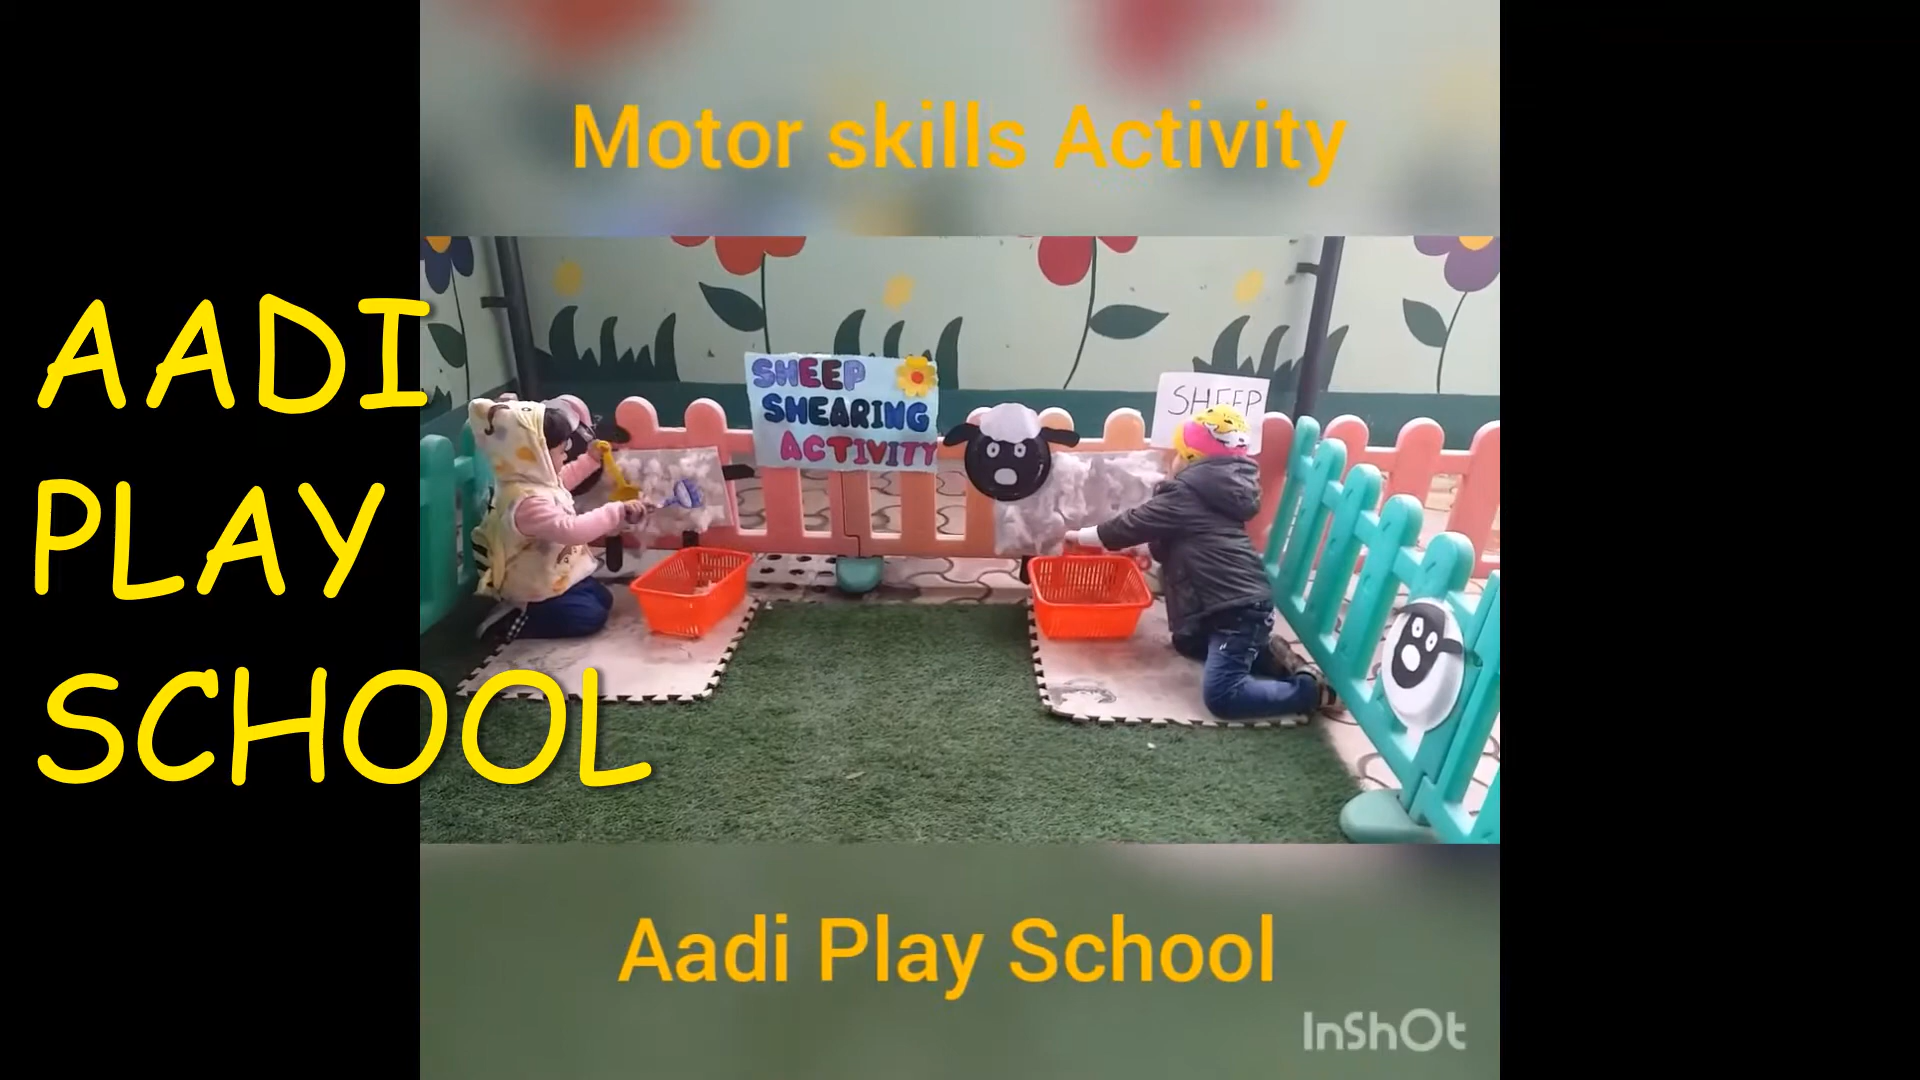 Motor skills Activity
AADI
PLAY
SCHOOL
SHEEP
SHEARING
ACTIVITY
SHEEP
Aadi Play School
InShOt